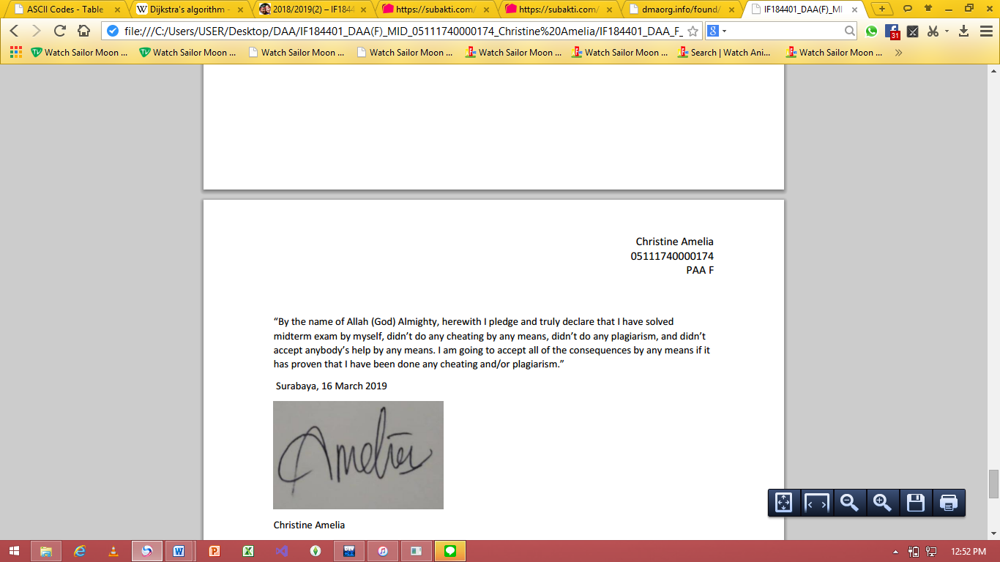 ASCII Codes - Table
Dijkstra's algorithm -
2018/2019(2) – IF1844
https://subakti.com/
https://subakti.com/
dmaorg.info/found/
IF184401_DAA(F)_MI
file:///C:/Users/USER/Desktop/DAA/IF184401_DAA(F)_MID_05111740000174_Christine%20Amelia/IF184401_DAA_F_
31
Watch Sailor Moon ...
Watch Sailor Moon ...
Watch Sailor Moon ...
Watch Sailor Moon ...
Watch Sailor Moon ...
Watch Sailor Moon ...
Search | Watch Ani...
Watch Sailor Moon ...
Christine Amelia
05111740000174
PAA F
“By the name of Allah (God) Almighty, herewith I pledge and truly declare that I have solved
midterm exam by myself, didn’t do any cheating by any means, didn’t do any plagiarism, and didn’t
accept anybody’s help by any means. I am going to accept all of the consequences by any means if it
has proven that I have been done any cheating and/or plagiarism.”
Surabaya, 16 March 2019
Amelia
Christine Amelia
12:52 PM